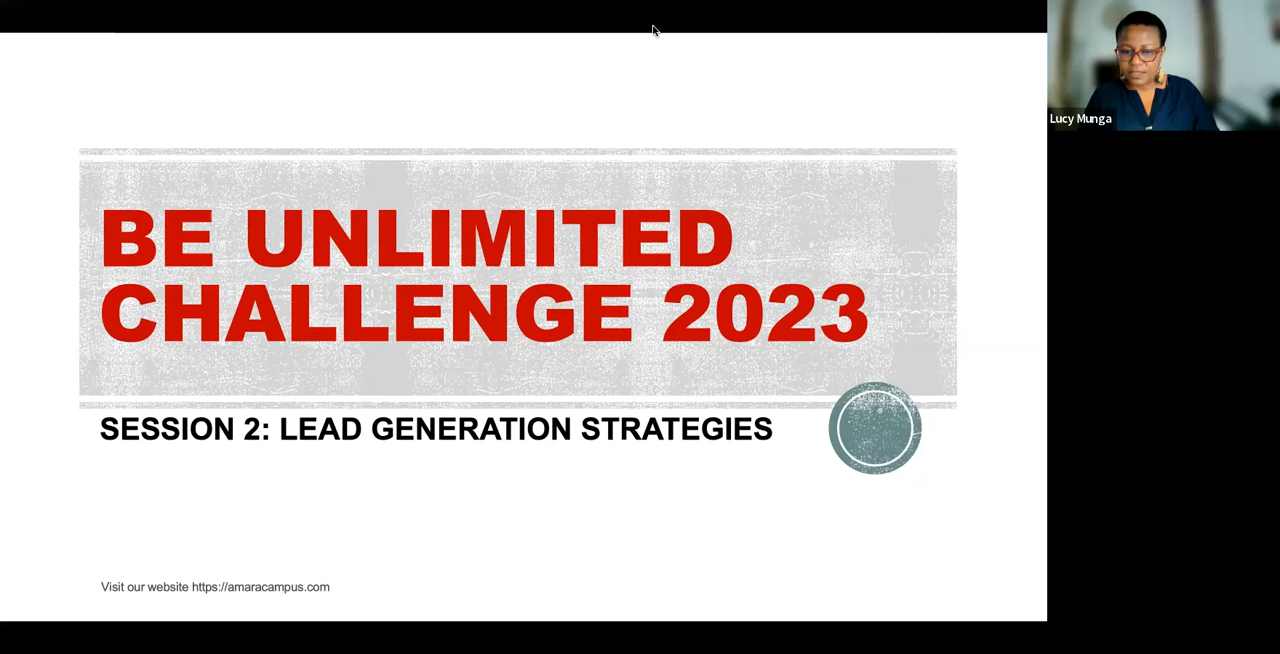 BE UNLIMITED
CHALLENGE 2023
SESSION 2: LEAD GENERATION STRATEGIES
Visit our website https://amaracampus.com
Lucy Munga